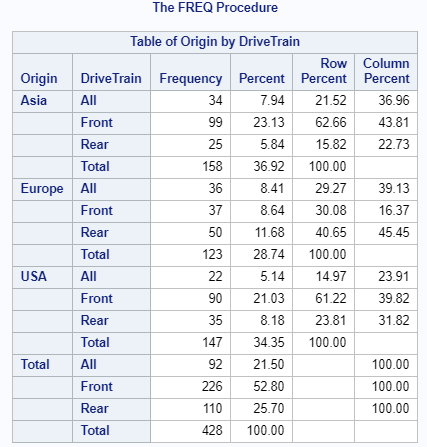 The FREQ Procedure
Table of Origin by DriveTrain
Origin DriveTrain Frequency Percent Row Percent Column Percent
Asia All 34 7.94 21.52 36.96
Front 99 23.13 62.66 43.81
Rear 25 5.84 15.82 22.73
Total 158 36.92 100.00
Europe All 36 8.41 29.27 39.13
Front 37 8.64 30.08 16.37
Rear 50 11.68 40.65 45.45
Total 123 28.74 100.00
USA All 22 5.14 14.97 23.91
Front 90 21.03 61.22 39.82
Rear 35 8.18 23.81 31.82
Total 147 34.35 100.00
Total All 92 21.50 100.00
Front 226 52.80 100.00
Rear 110 25.70 100.00
Total 428 100.00